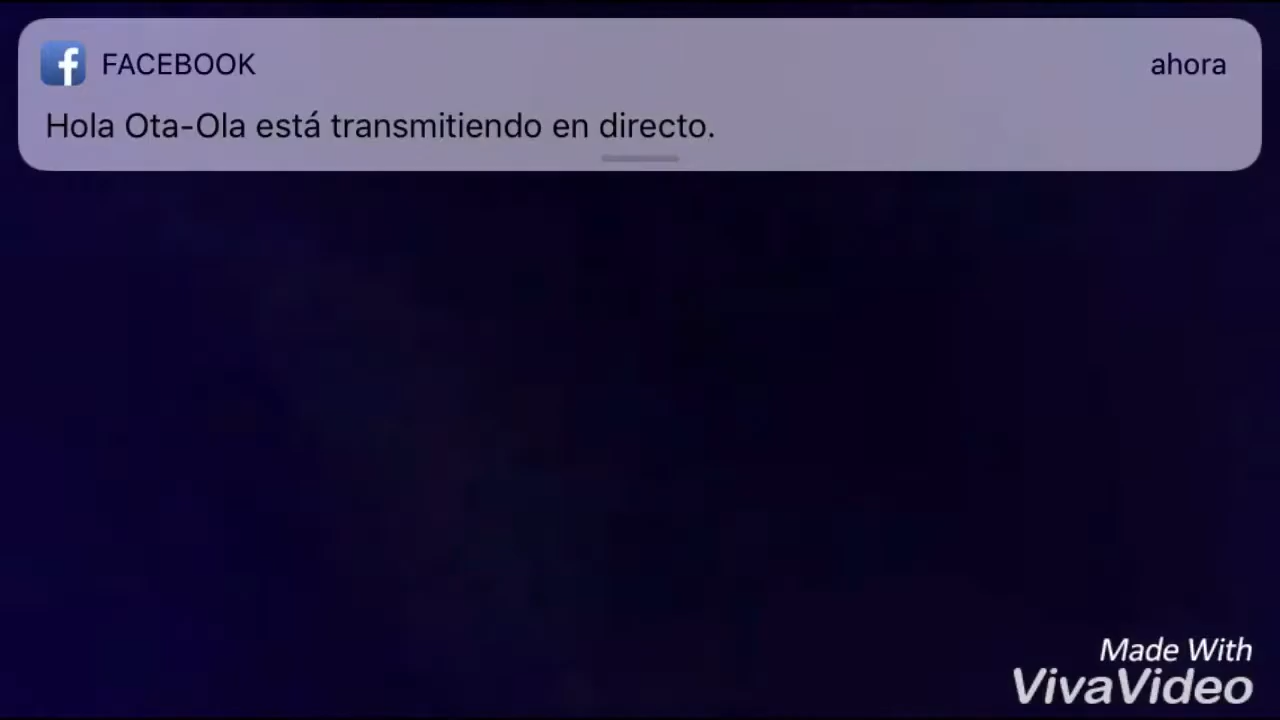 FACEBOOK ahora
Hola Ota-Ola está transmitiendo en directo.
Made With
VivaVideo